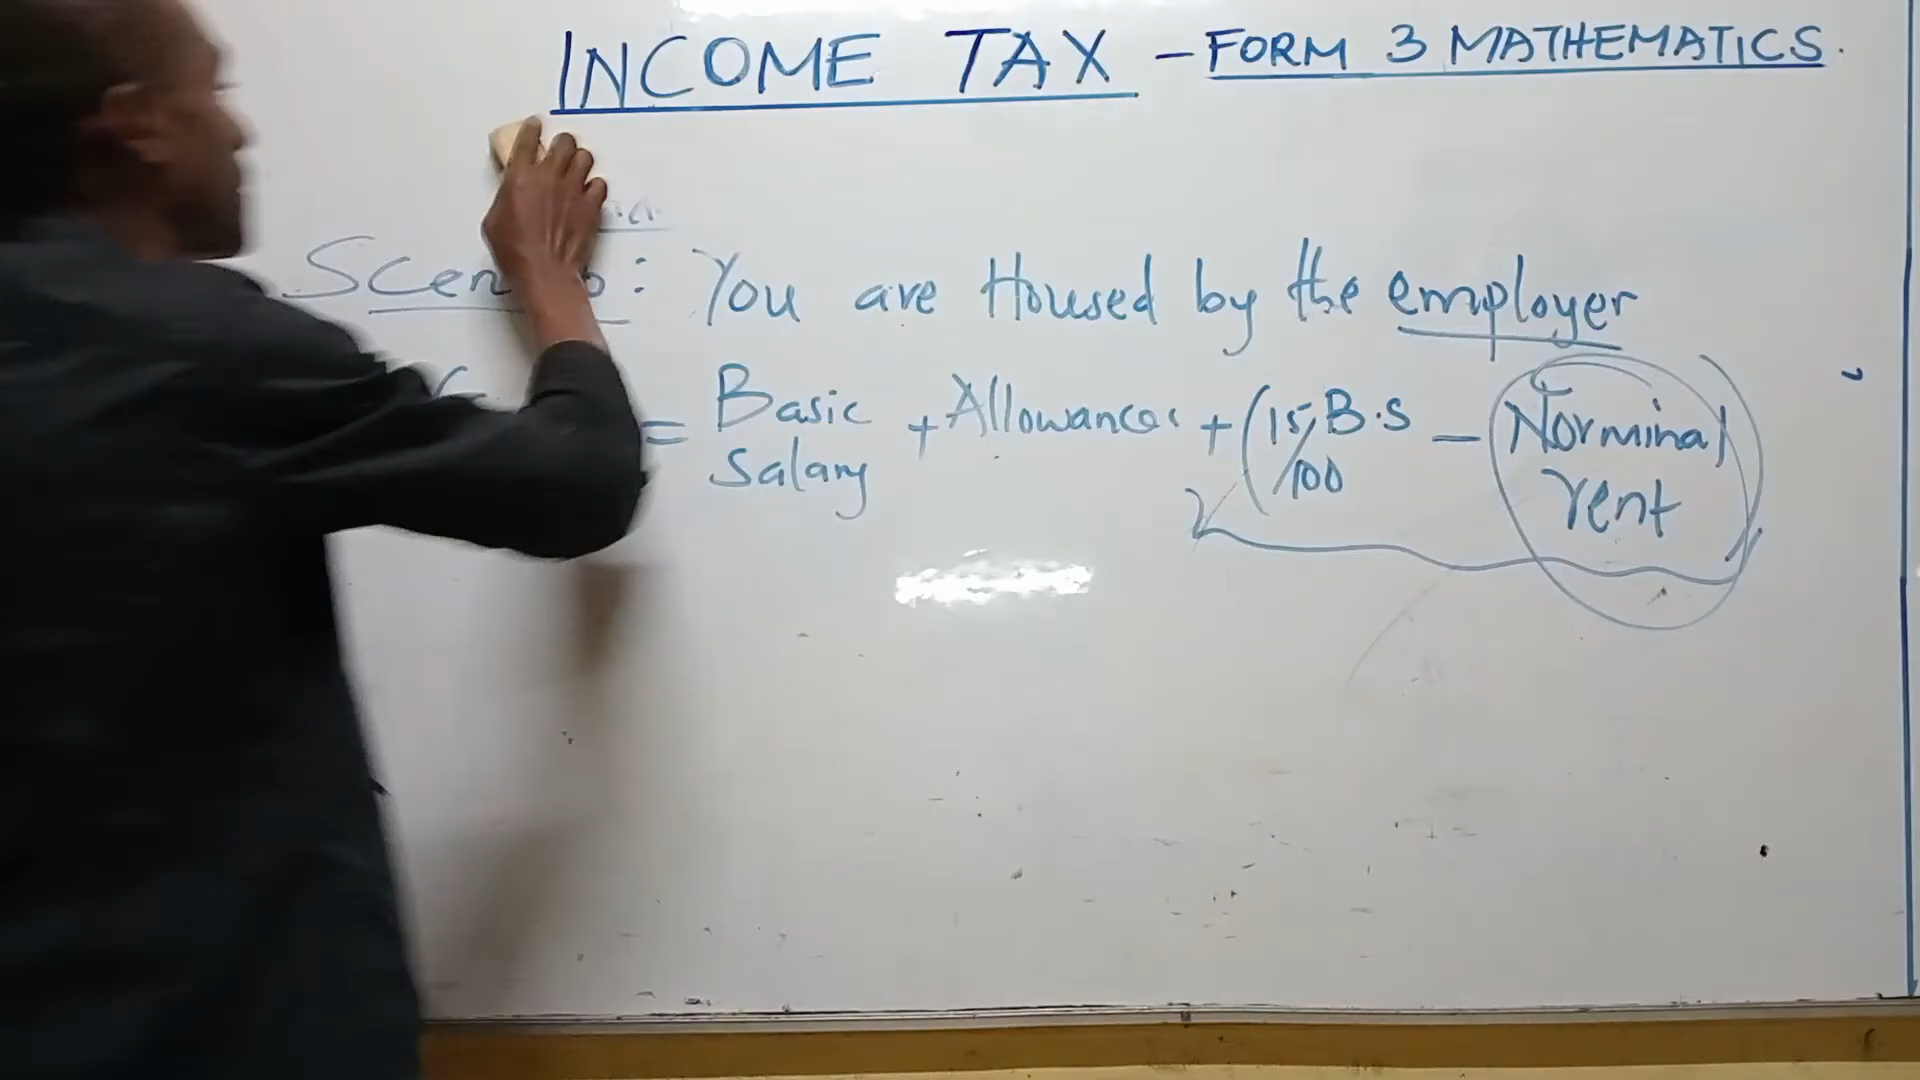 INCOME TAX - FORM 3 MATHEMATICS.
You are Housed by the employer
= Basic Salary + Allowances + (15/100 B.S - Norminal rent)